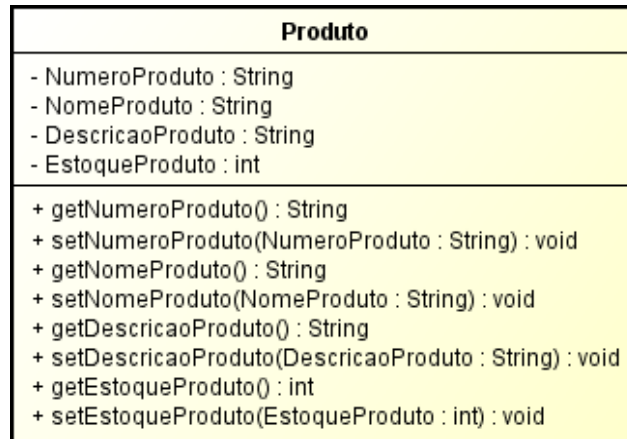 Produto
- NumeroProduto : String
- NomeProduto : String
- DescricaoProduto : String
- EstoqueProduto : int
+ getNumeroProduto() : String
+ setNumeroProduto(NumeroProduto : String) : void
+ getNomeProduto() : String
+ setNomeProduto(NomeProduto : String) : void
+ getDescricaoProduto() : String
+ setDescricaoProduto(DescricaoProduto : String) : void
+ getEstoqueProduto() : int
+ setEstoqueProduto(EstoqueProduto : int) : void